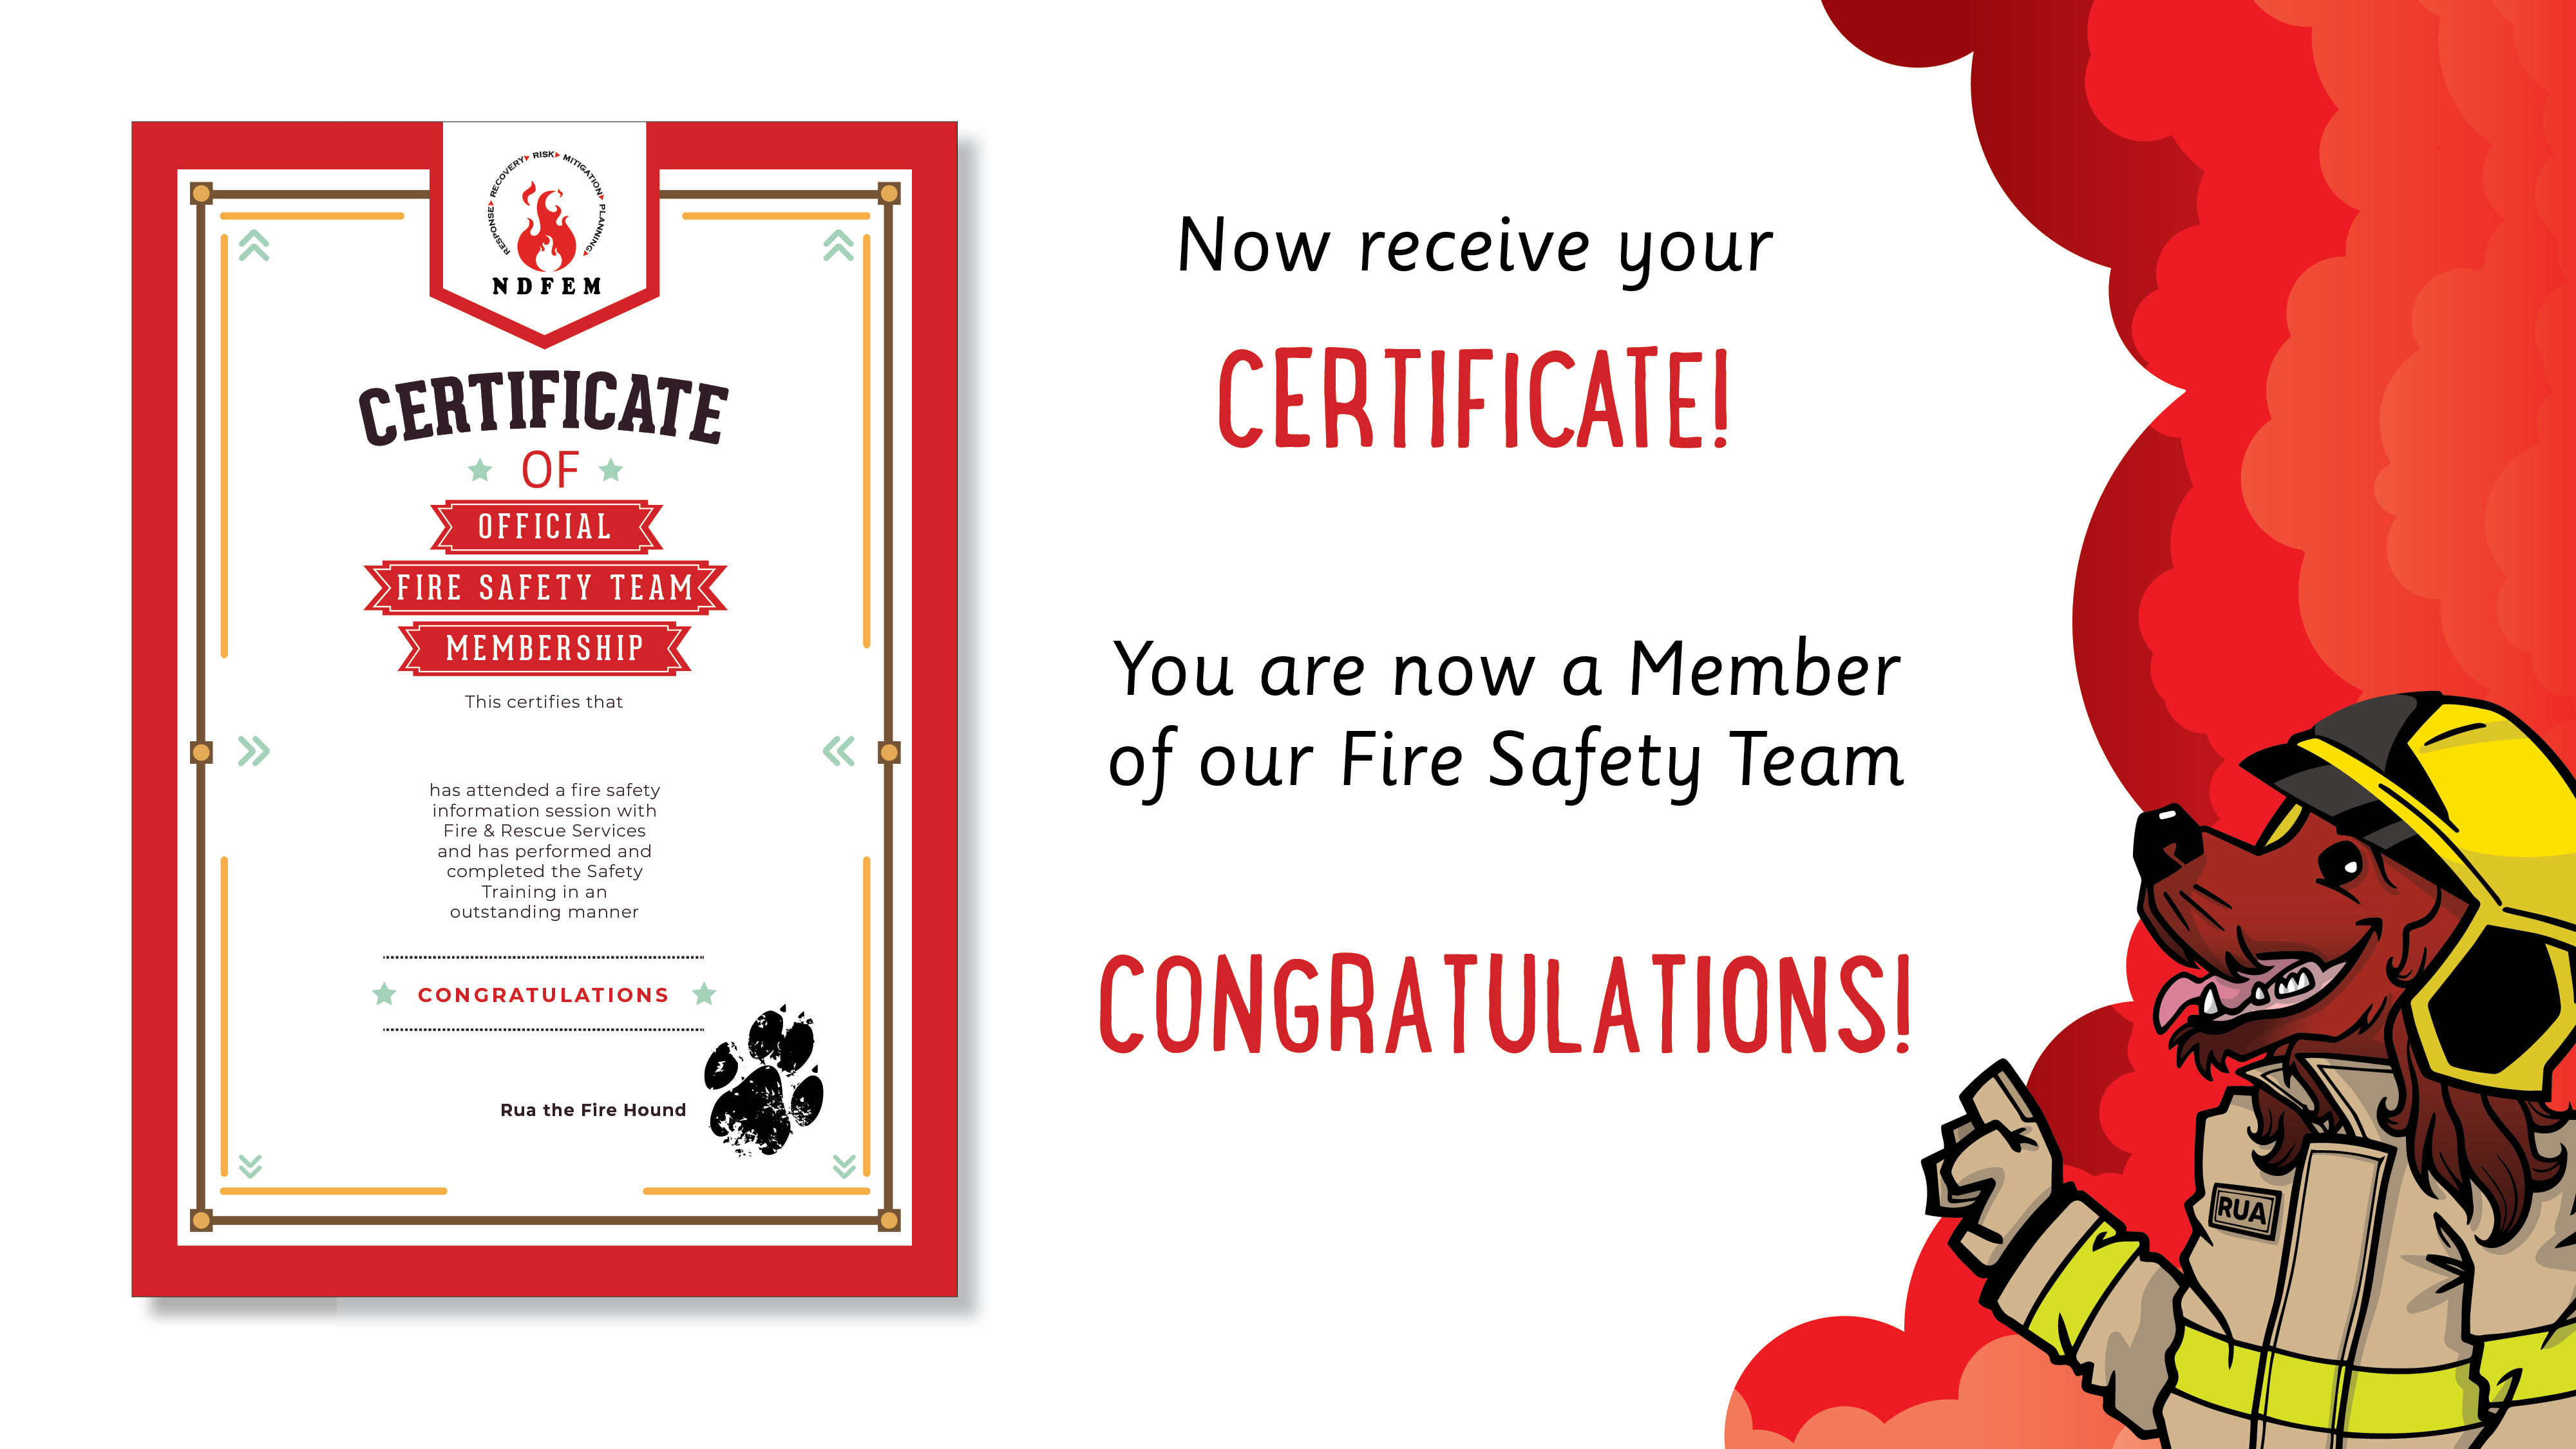 RESPONSE RECOVERY RISK MITIGATION PLANNING
NDFEM
CERTIFICATE
OF
OFFICIAL
FIRE SAFETY TEAM
MEMBERSHIP
This certifies that
has attended a fire safety
information session with
Fire & Rescue Services
and has performed and
completed the Safety
Training in an
outstanding manner
CONGRATULATIONS
Rua the Fire Hound
Now receive your
CERTIFICATE!
You are now a Member
of our Fire Safety Team
CONGRATULATIONS!
RUA